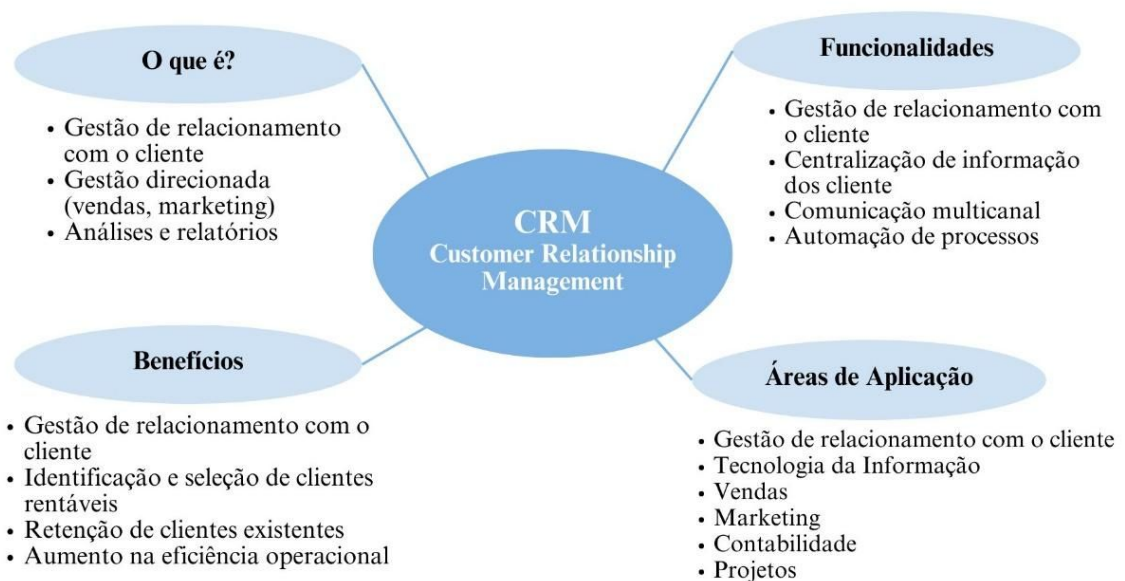 O que é?
• Gestão de relacionamento
com o cliente
• Gestão direcionada
(vendas, marketing)
• Análises e relatórios
Funcionalidades
• Gestão de relacionamento com
o cliente
• Centralização de informação
dos cliente
• Comunicação multicanal
• Automação de processos
CRM
Customer Relationship
Management
Benefícios
• Gestão de relacionamento com o
cliente
• Identificação e seleção de clientes
rentáveis
• Retenção de clientes existentes
• Aumento na eficiência operacional
Áreas de Aplicação
• Gestão de relacionamento com o cliente
• Tecnologia da Informação
• Vendas
• Marketing
• Contabilidade
• Projetos